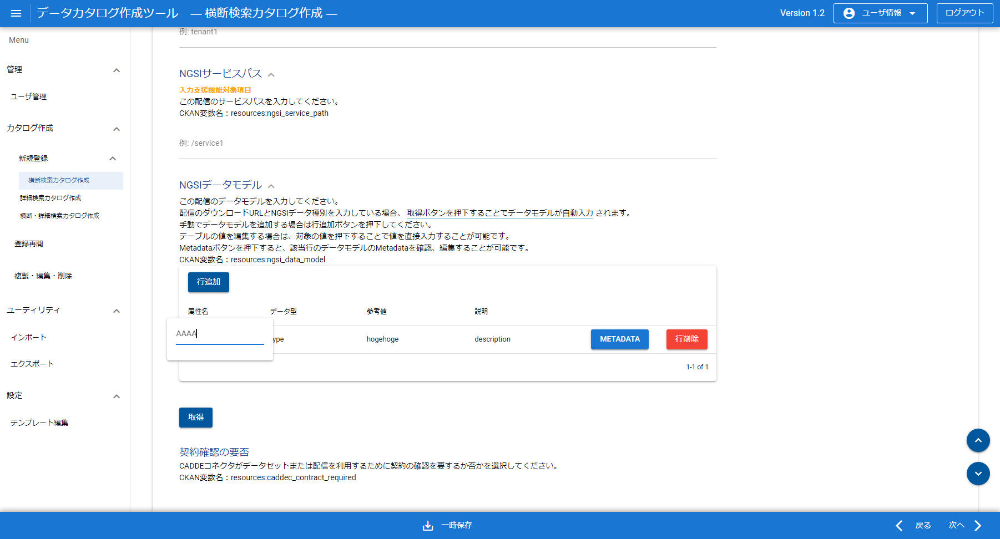 データカタログ作成ツール ― 横断検索カタログ作成 ―
Version 1.2
ユーザ情報
ログアウト
Menu
管理
ユーザ管理
カタログ作成
新規登録
横断検索カタログ作成
詳細検索カタログ作成
横断・詳細検索カタログ作成
登録再開
複製・編集・削除
ユーティリティ
インポート
エクスポート
設定
テンプレート編集
例: tenant1
NGSIサービスパス
入力支援機能対象項目
この配信のサービスパスを入力してください。
CKAN変数名：resources:ngsi_service_path
例: /service1
NGSIデータモデル
この配信のデータモデルを入力してください。
配信のダウンロードURLとNGSIデータ種別を入力している場合、 取得ボタンを押下することでデータモデルが自動入力 されます。
手動でデータモデルを追加する場合は行追加ボタンを押下してください。
テーブルの値を編集する場合は、対象の値を押下することで値を直接入力することが可能です。
Metadataボタンを押下すると、該当行のデータモデルのMetadataを確認、編集することが可能です。
CKAN変数名：resources:ngsi_data_model
行追加
属性名 データ型 参考値 説明
AAAA
ype hogehoge description METADATA 行削除
1-1 of 1
取得
契約確認の要否
CADDEコネクタがデータセットまたは配信を利用するために契約の確認を要するか否かを選択してください。
CKAN変数名：resources:caddec_contract_required
一時保存
戻る
次へ